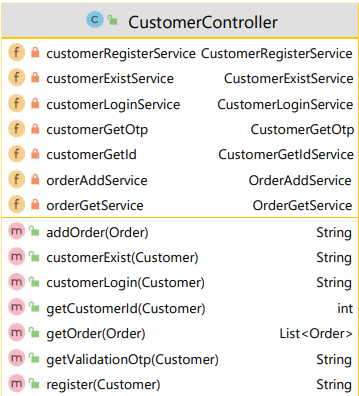 CustomerController
customerRegisterService CustomerRegisterService
customerExistService CustomerExistService
customerLoginService CustomerLoginService
customerGetOtp CustomerGetOtp
customerGetId CustomerGetIdService
orderAddService OrderAddService
orderGetService OrderGetService
addOrder(Order) String
customerExist(Customer) String
customerLogin(Customer) String
getCustomerId(Customer) int
getOrder(Order) List<Order>
getValidationOtp(Customer) String
register(Customer) String